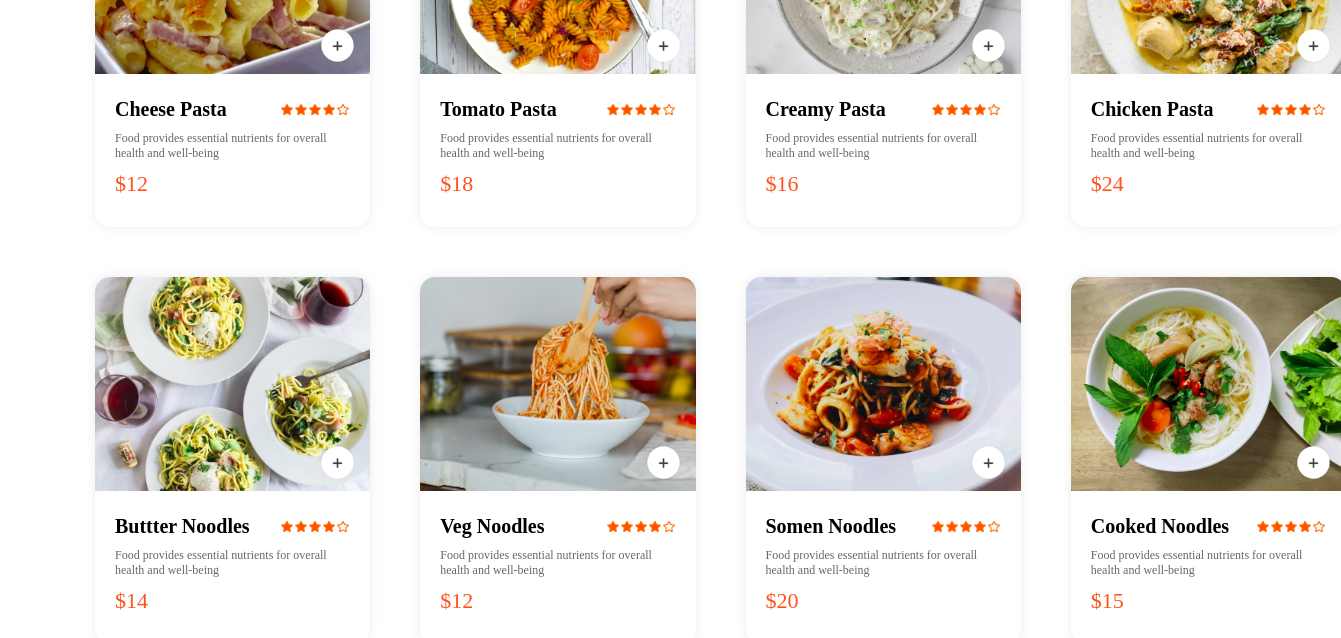 Cheese Pasta
Food provides essential nutrients for overall
health and well-being
$12
Tomato Pasta
Food provides essential nutrients for overall
health and well-being
$18
Creamy Pasta
Food provides essential nutrients for overall
health and well-being
$16
Chicken Pasta
Food provides essential nutrients for overall
health and well-being
$24
Buttter Noodles
Food provides essential nutrients for overall
health and well-being
$14
Veg Noodles
Food provides essential nutrients for overall
health and well-being
$12
Somen Noodles
Food provides essential nutrients for overall
health and well-being
$20
Cooked Noodles
Food provides essential nutrients for overall
health and well-being
$15